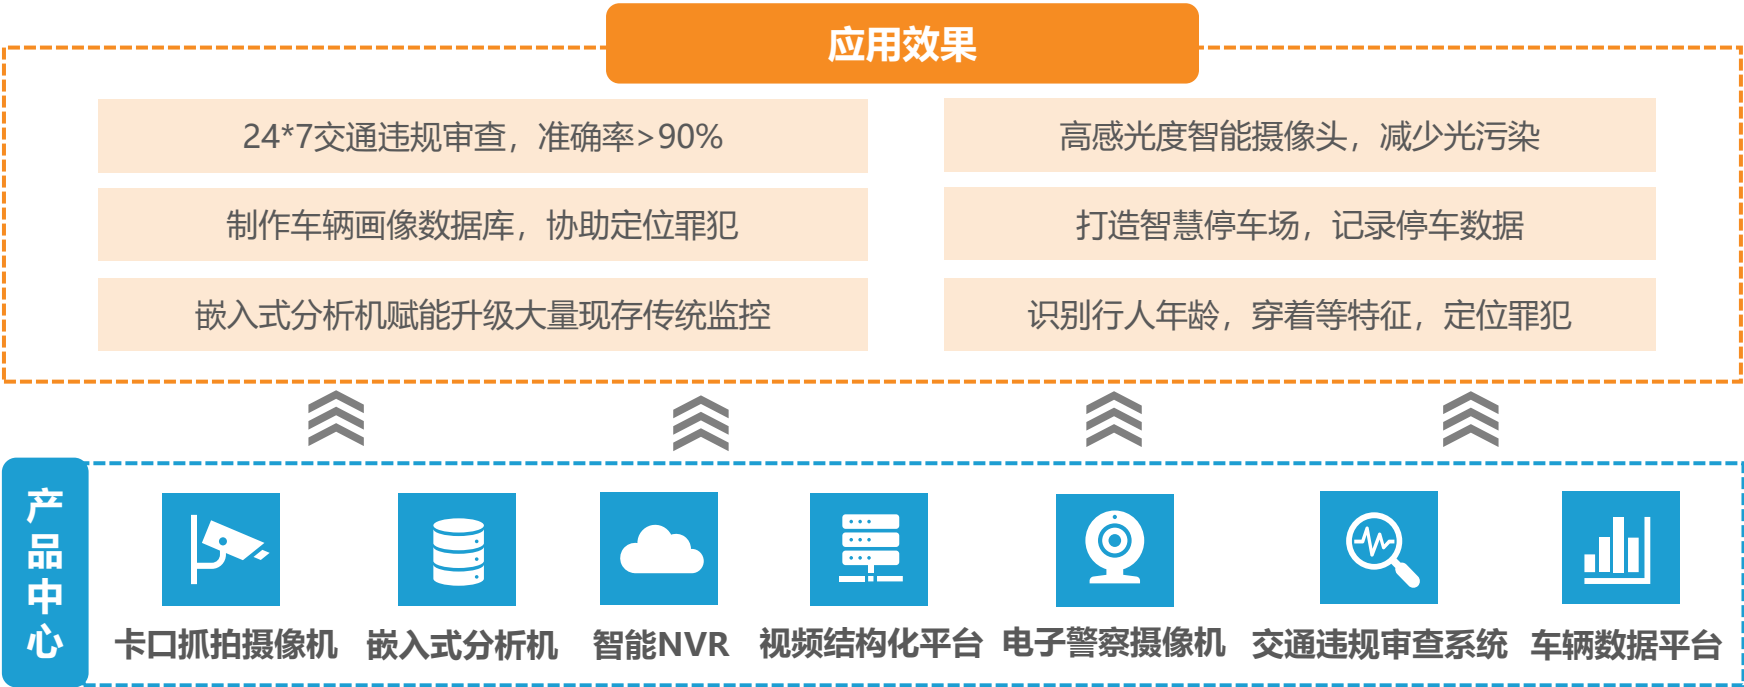 应用效果
24*7交通违规审查，准确率>90%
高感光度智能摄像头，减少光污染
制作车辆画像数据库，协助定位罪犯
打造智慧停车场，记录停车数据
嵌入式分析机赋能升级大量现存传统监控
识别行人年龄，穿着等特征，定位罪犯
产品中心
卡口抓拍摄像机
嵌入式分析机
智能NVR
视频结构化平台
电子警察摄像机
交通违规审查系统
车辆数据平台